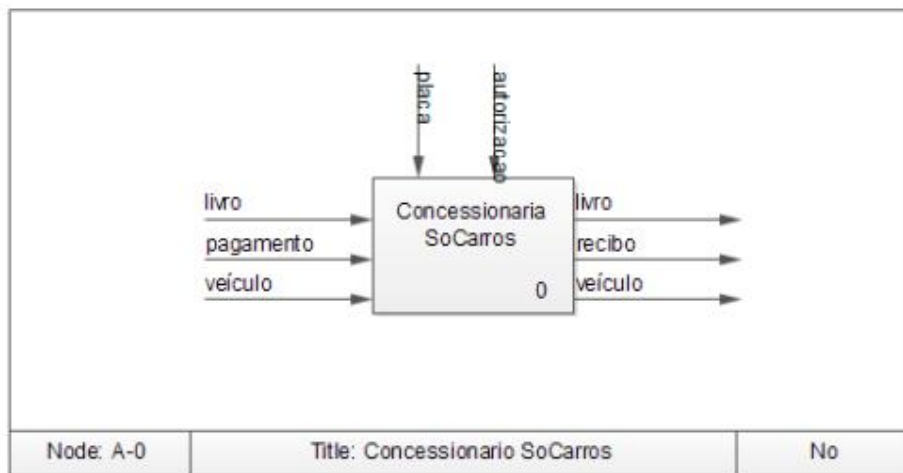 placa
autorizacao
livro
pagamento
veículo
Concessionaria
SoCarros
0
livro
recibo
veículo
Node: A-0
Title: Concessionario SoCarros
No